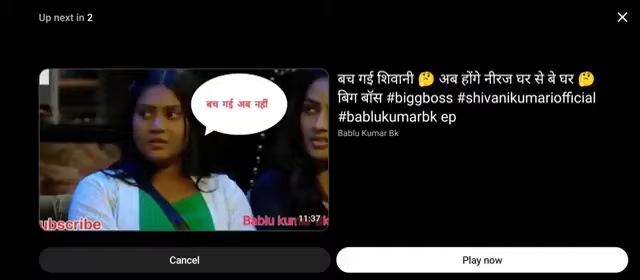 Up next in 2
बच गई अब नहीं
ubscribe
Bablu kum
k
11:37
बच गई शिवानी 🤔 अब होंगे नीरज घर से बे घर 🤔
बिग बॉस #biggboss #shivanikumariofficial
#bablukumarbk ep
Bablu Kumar Bk
Cancel
Play now